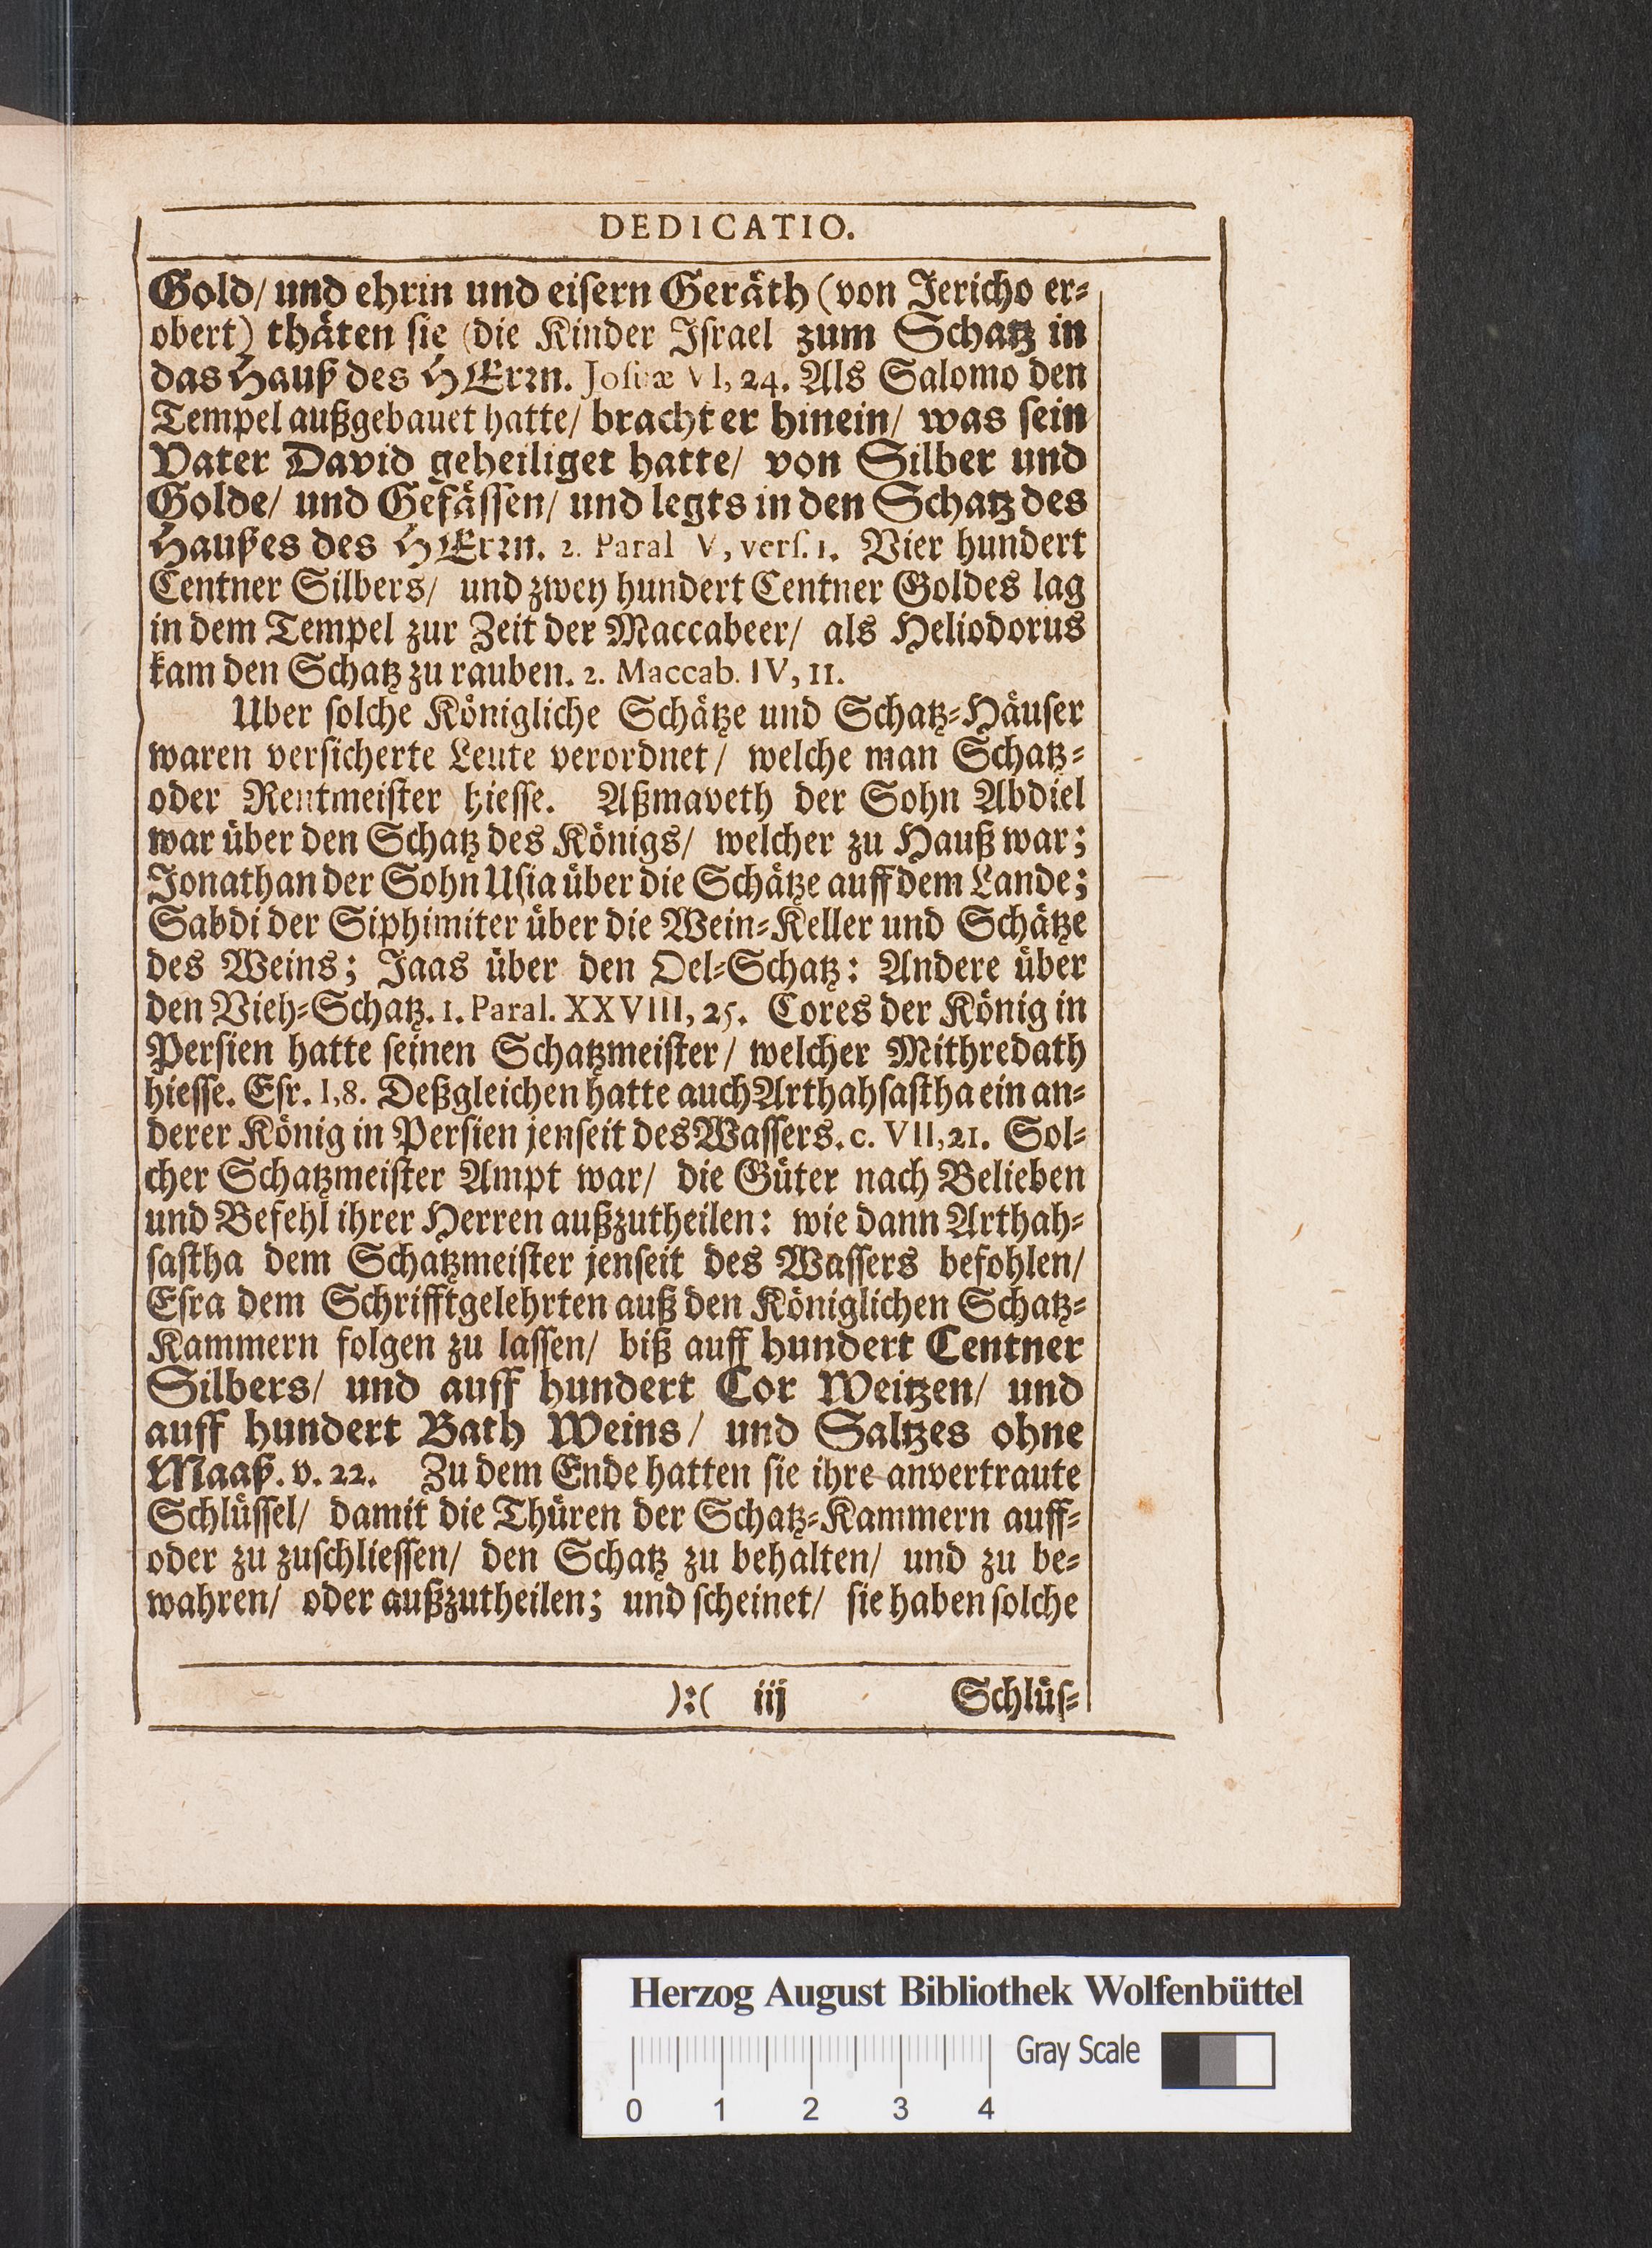 DEDICATIO.
Gold/ und ehrin und eiſern Geräth (von Jericho er⸗
obert) thäten ſie (die Kinder Iſrael zum Schatz in
das Hauß des HErꝛn. Joſuæ VI, 24. Als Salomo den
Tempel außgebauet hatte/ bracht er hinein/ was ſein
Vater David geheiliget hatte/ von Silber und
Golde/ und Gefäſſen/ und legts in den Schatz des
Haußes des HErꝛn. 2. Paral V, verſ. 1. Vier hundert
Centner Silbers/ und zwey hundert Centner Goldes lag
in dem Tempel zur Zeit der Maccabeer/ als Heliodorus
kam den Schatz zu rauben. 2. Maccab. IV, 11.
Uber ſolche Königliche Schätze und Schatz⸗Häuſer
waren verſicherte Leute verordnet/ welche man Schatz⸗
oder Rentmeiſter hieſſe. Aßmaveth der Sohn Abdiel
war über den Schatz des Königs/ welcher zu Hauß war;
Jonathan der Sohn Uſia über die Schätze auff dem Lande;
Sabdi der Siphimiter über die Wein⸗Keller und Schätze
des Weins; Jaas über den Oel⸗Schatz: Andere über
den Vieh⸗Schatz. 1. Paral. XXVIII, 25. Cores der König in
Perſien hatte ſeinen Schatzmeiſter/ welcher Mithredath
hieſſe. Eſr. I, 8. Deßgleichen hatte auch Arthahſaſtha ein an⸗
derer König in Perſien jenſeit des Waſſers. c. VII, 21. Sol⸗
cher Schatzmeiſter Ampt war/ die Güter nach Belieben
und Befehl ihrer Herren außzutheilen: wie dann Arthah⸗
ſaſtha dem Schatzmeiſter jenſeit des Waſſers befohlen/
Eſra dem Schrifftgelehrten auß den Königlichen Schatz⸗
Kammern folgen zu laſſen/ biß auff hundert Centner
Silbers/ und auff hundert Cor Weitzen/ und
auff hundert Bath Weins/ und Saltzes ohne
Maaß. v. 22. Zu dem Ende hatten ſie ihre anvertraute
Schlüſſel/ damit die Thüren der Schatz⸗Kammern auff⸗
oder zu zuſchlieſſen/ den Schatz zu behalten/ und zu be⸗
wahren/ oder außzutheilen; und ſcheinet/ ſie haben ſolche
):( iij Schlüſ⸗
Herzog August Bibliothek Wolfenbüttel
Gray Scale
0 1 2 3 4